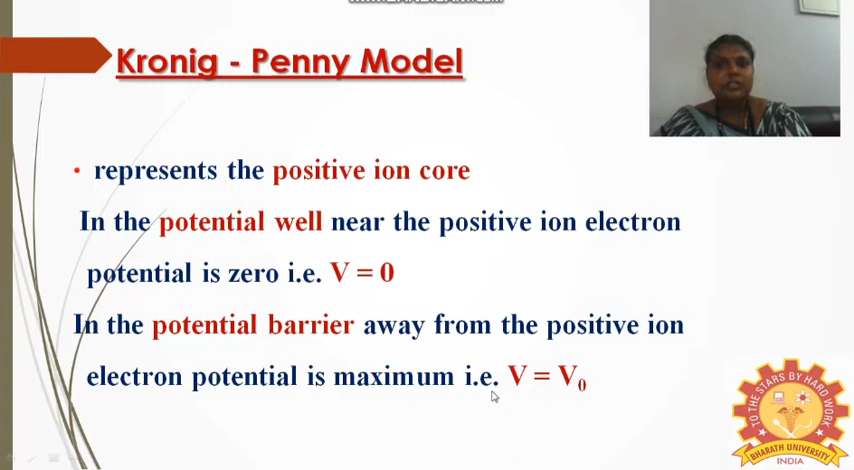 Kronig - Penny Model
• represents the positive ion core
In the potential well near the positive ion electron
potential is zero i.e. V = 0
In the potential barrier away from the positive ion
electron potential is maximum i.e. V = V₀
TO THE STARS BY HARD WORK
BHARATH UNIVERSITY
INDIA